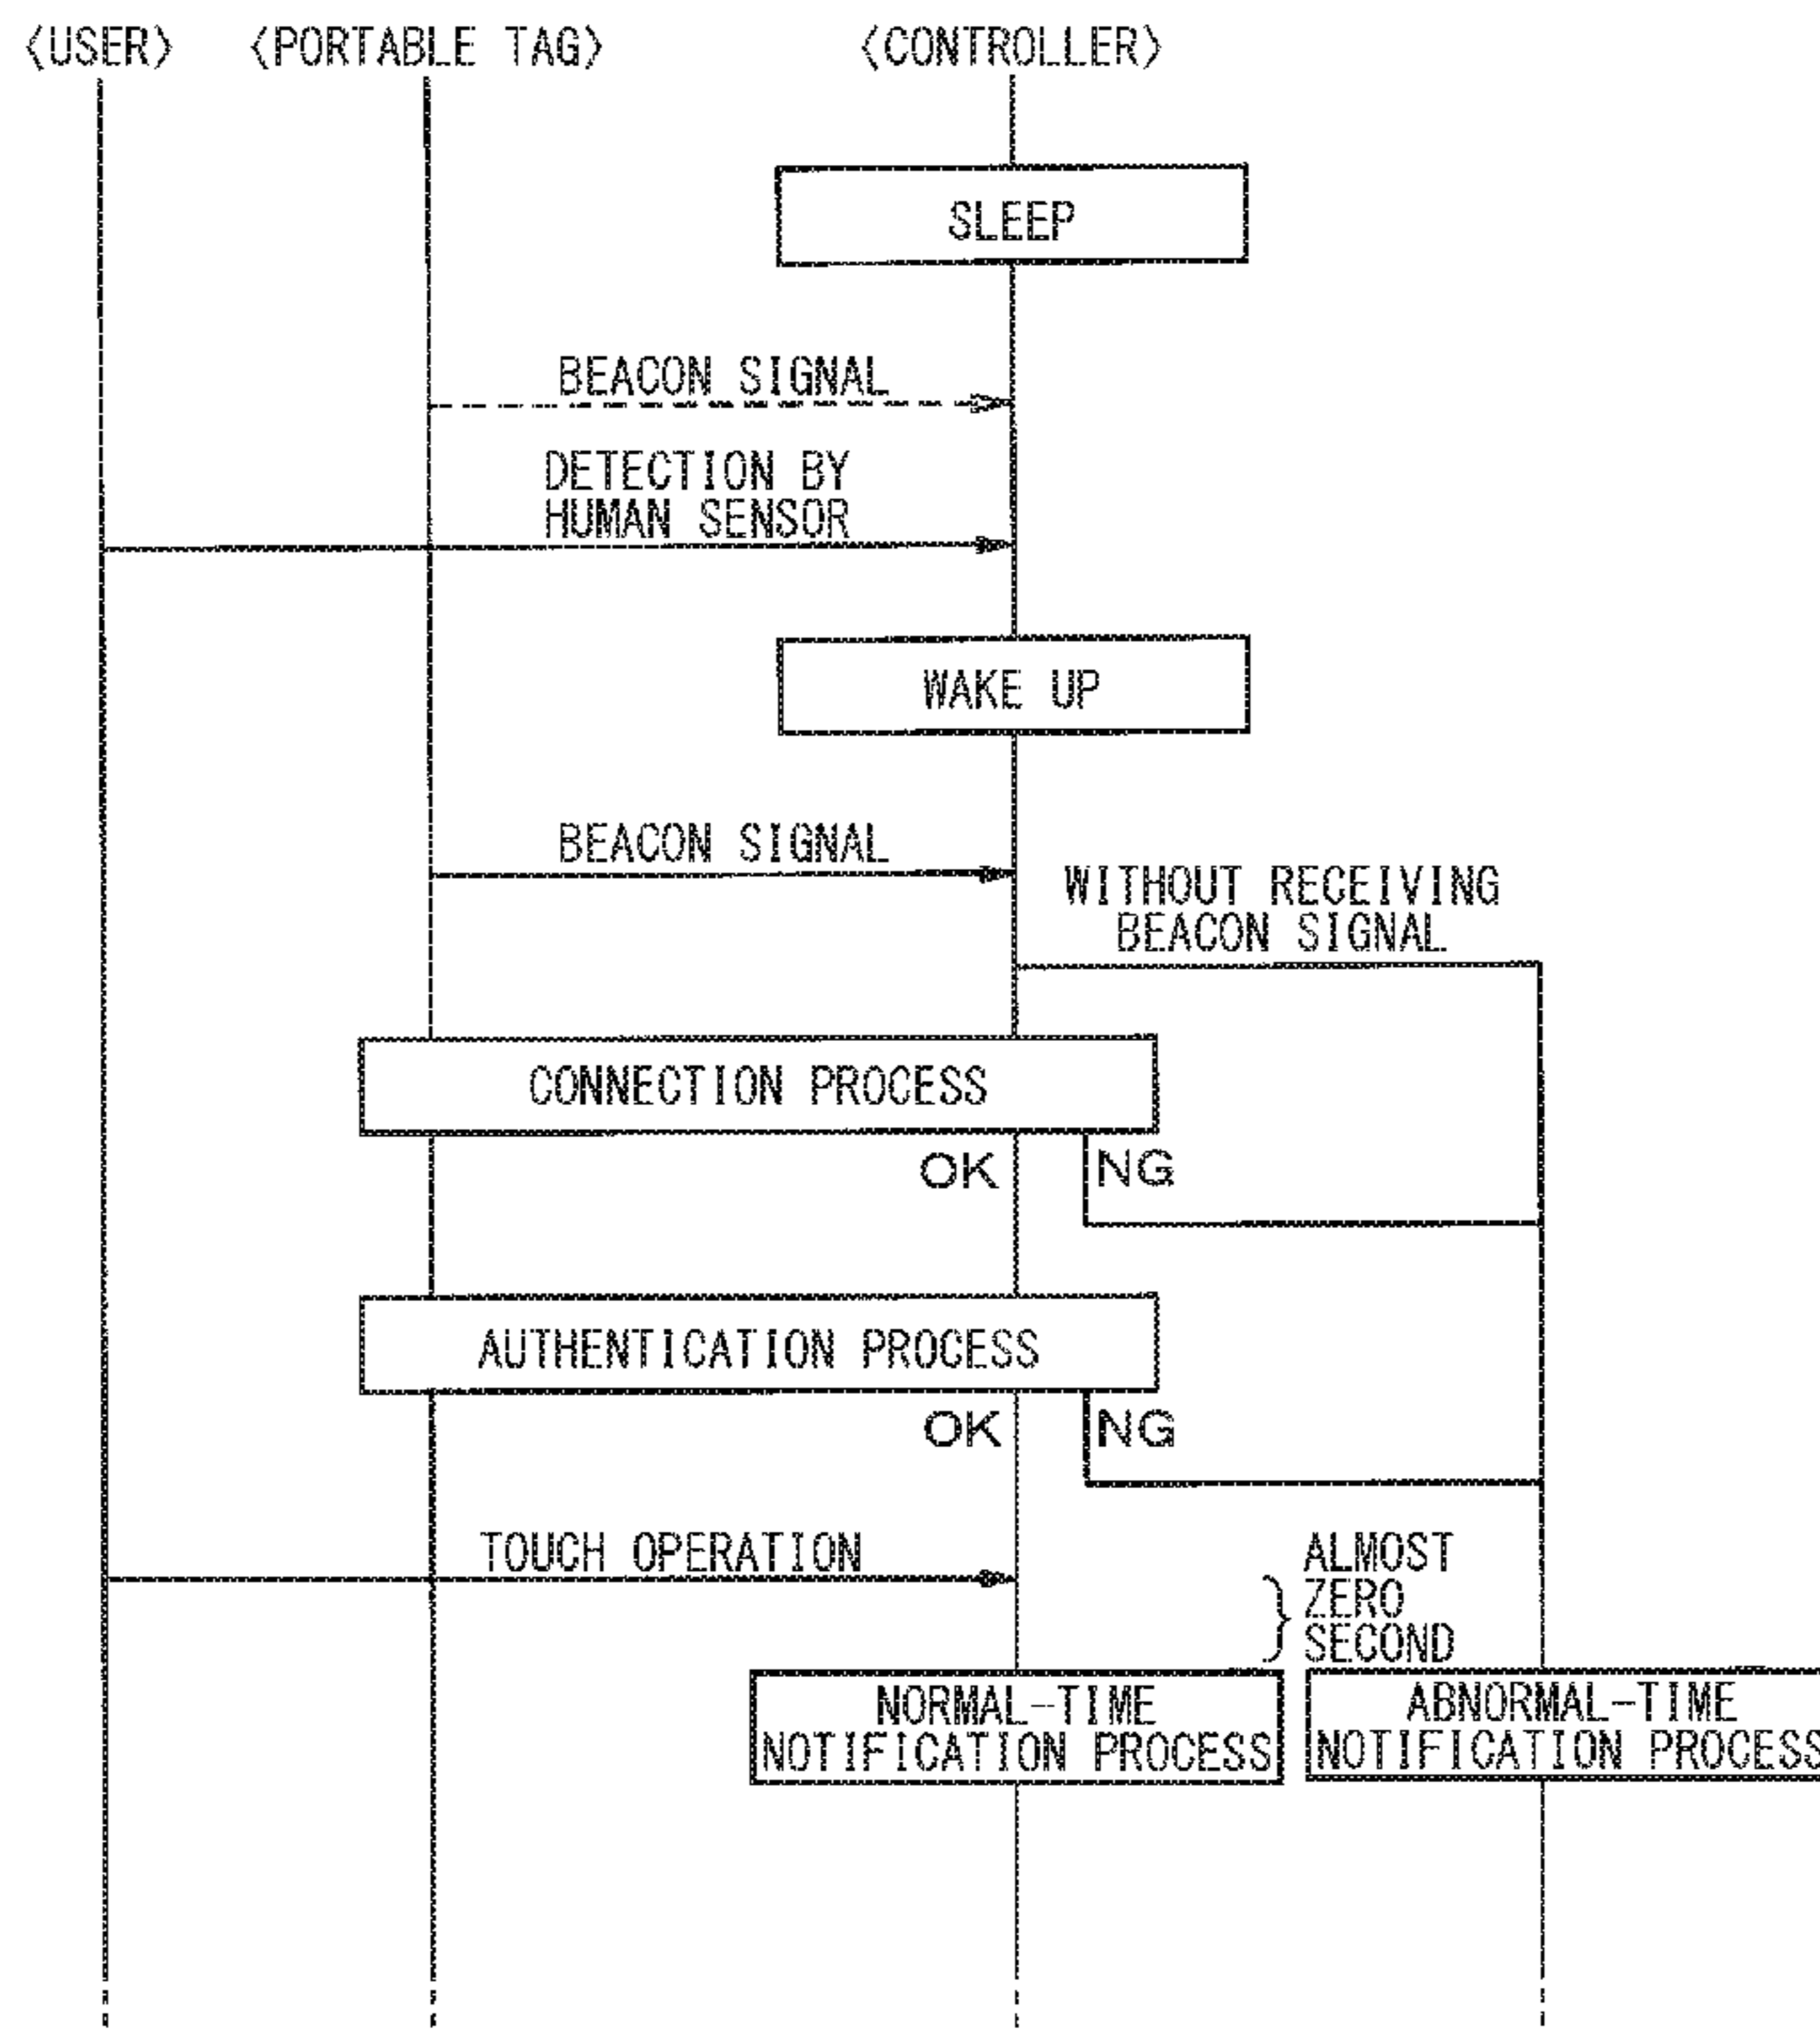 〈USER〉 〈PORTABLE TAG〉 〈CONTROLLER〉
SLEEP
BEACON SIGNAL
DETECTION BY
HUMAN SENSOR
WAKE UP
BEACON SIGNAL
WITHOUT RECEIVING
BEACON SIGNAL
CONNECTION PROCESS
OK NG
AUTHENTICATION PROCESS
OK NG
TOUCH OPERATION
ALMOST
ZERO
SECOND
NORMAL-TIME
NOTIFICATION PROCESS
ABNORMAL-TIME
NOTIFICATION PROCESS